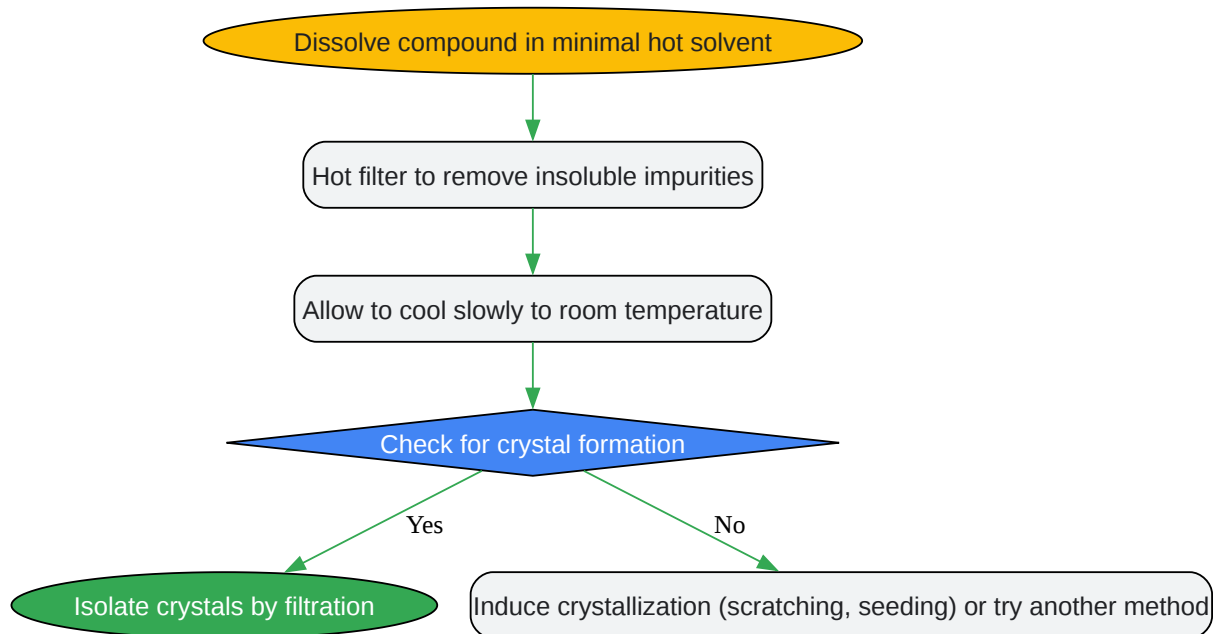 Dissolve compound in minimal hot solvent
Hot filter to remove insoluble impurities
Allow to cool slowly to room temperature
Check for crystal formation
Yes
No
Isolate crystals by filtration
Induce crystallization (scratching, seeding) or try another method